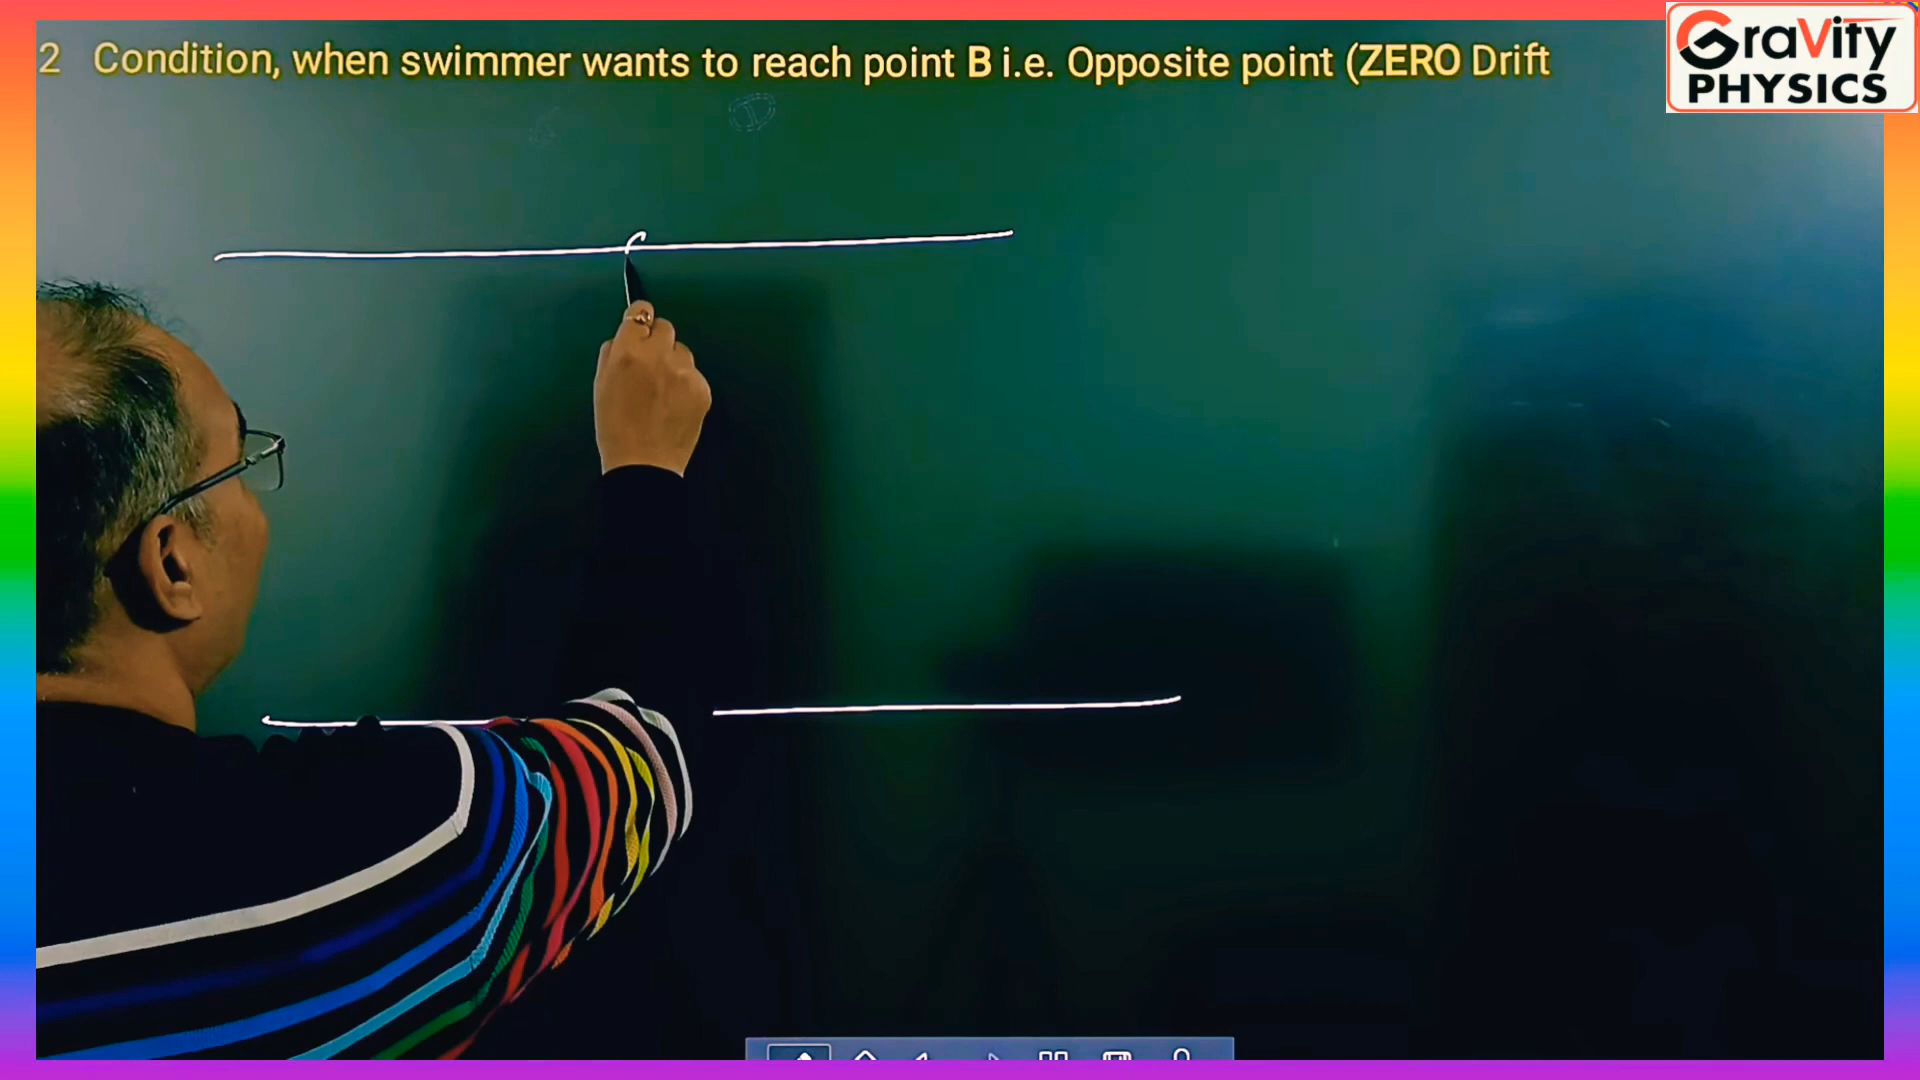 2 Condition, when swimmer wants to reach point B i.e. Opposite point (ZERO Drift
GraVity
PHYSICS